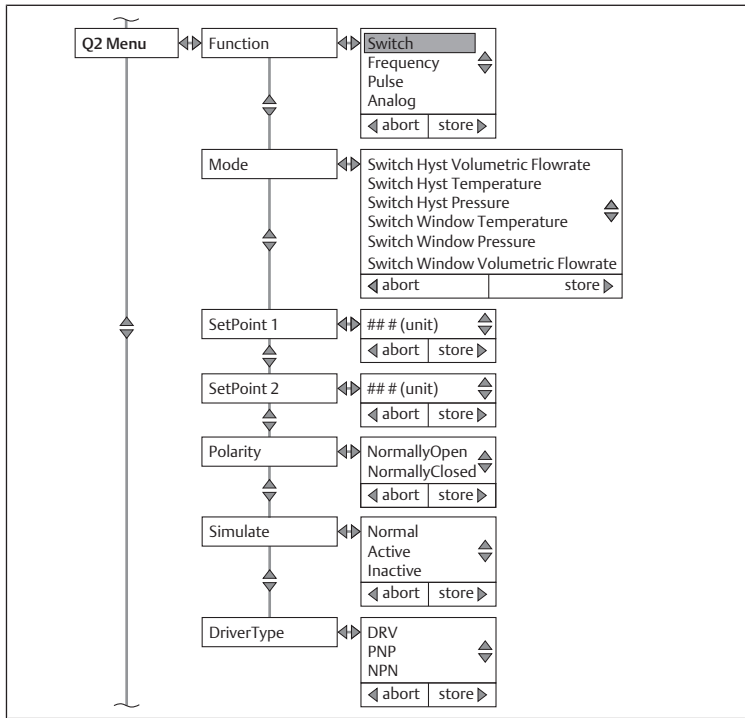 Q2 Menu
Function
Switch
Frequency
Pulse
Analog
abort store
Mode
Switch Hyst Volumetric Flowrate
Switch Hyst Temperature
Switch Hyst Pressure
Switch Window Temperature
Switch Window Pressure
Switch Window Volumetric Flowrate
abort store
SetPoint 1
## # (unit)
abort store
SetPoint 2
## # (unit)
abort store
Polarity
NormallyOpen
NormallyClosed
abort store
Simulate
Normal
Active
Inactive
abort store
DriverType
DRV
PNP
NPN
abort store